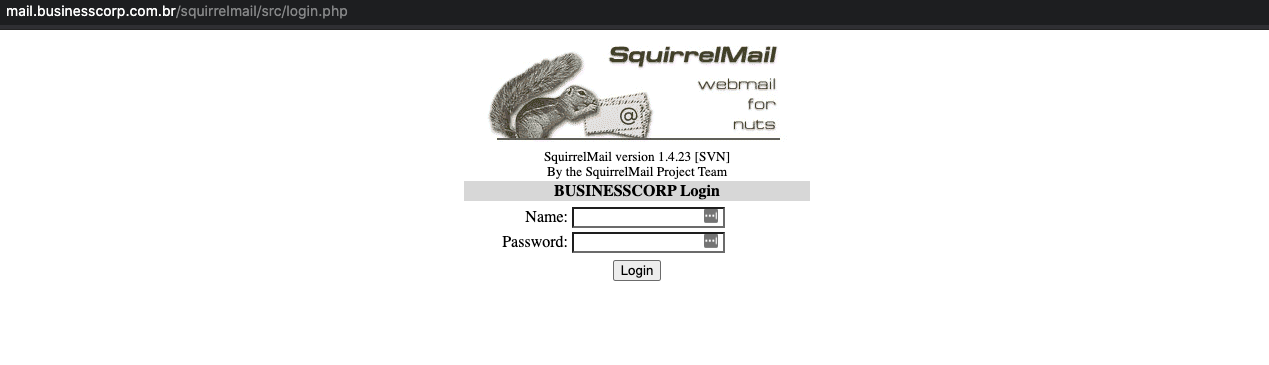 mail.businesscorp.com.br/squirrelmail/src/login.php
SquirrelMail
webmail
for
nuts
@
SquirrelMail version 1.4.23 [SVN]
By the SquirrelMail Project Team
BUSINESSCORP Login
Name:
Password:
Login